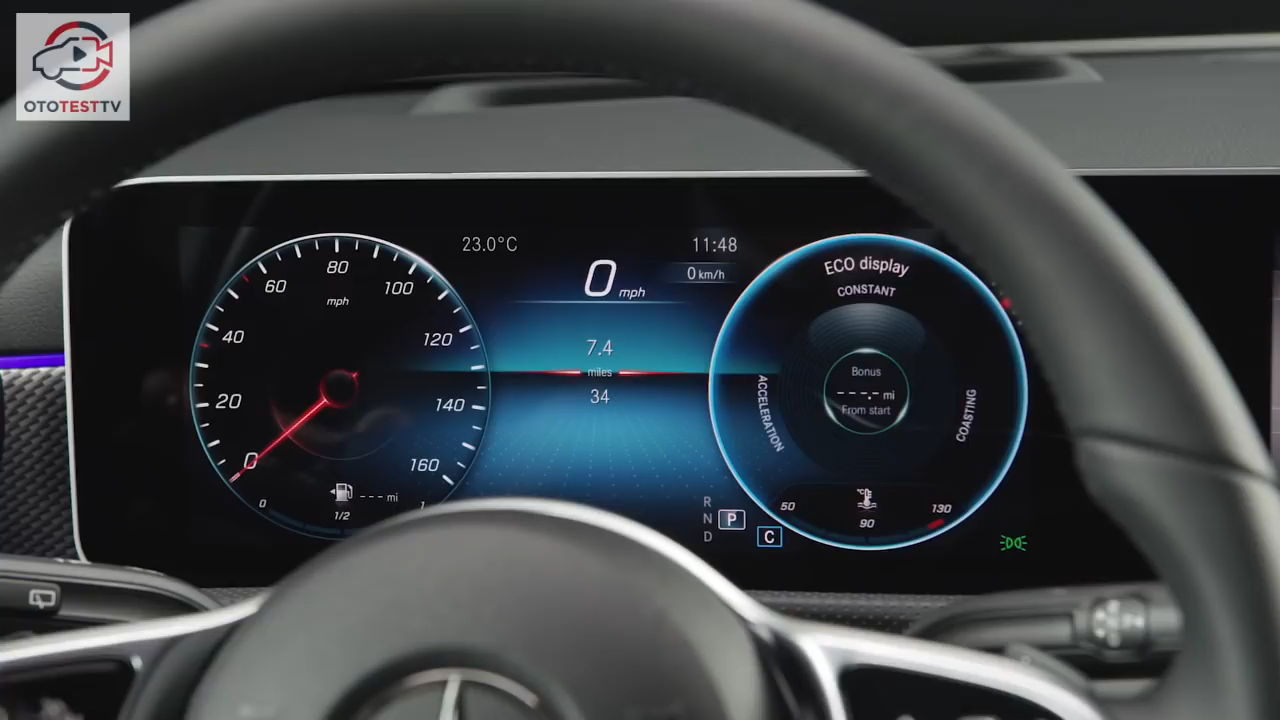 OTOTESTTV
23.0°C
11:48
0 mph
0 km/h
0
20
40
60
80
100
120
140
160
mph
7.4
miles
34
0
1/2
1
---mi
R
N
P
D
C
ECO display
CONSTANT
ACCELERATION
COASTING
Bonus
---.- mi
From start
°C
50
90
130